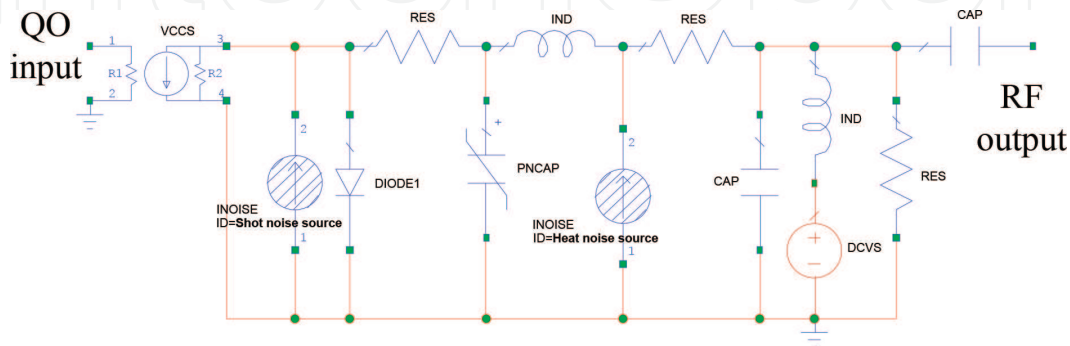 QO
input
1
2
R1
VCCS
3
4
R2
RES
IND
RES
CAP
RF
output
2
INOISE
ID=Shot noise source
1
DIODE1
+
PNCAP
2
INOISE
ID=Heat noise source
1
CAP
IND
+
−
DCVS
RES